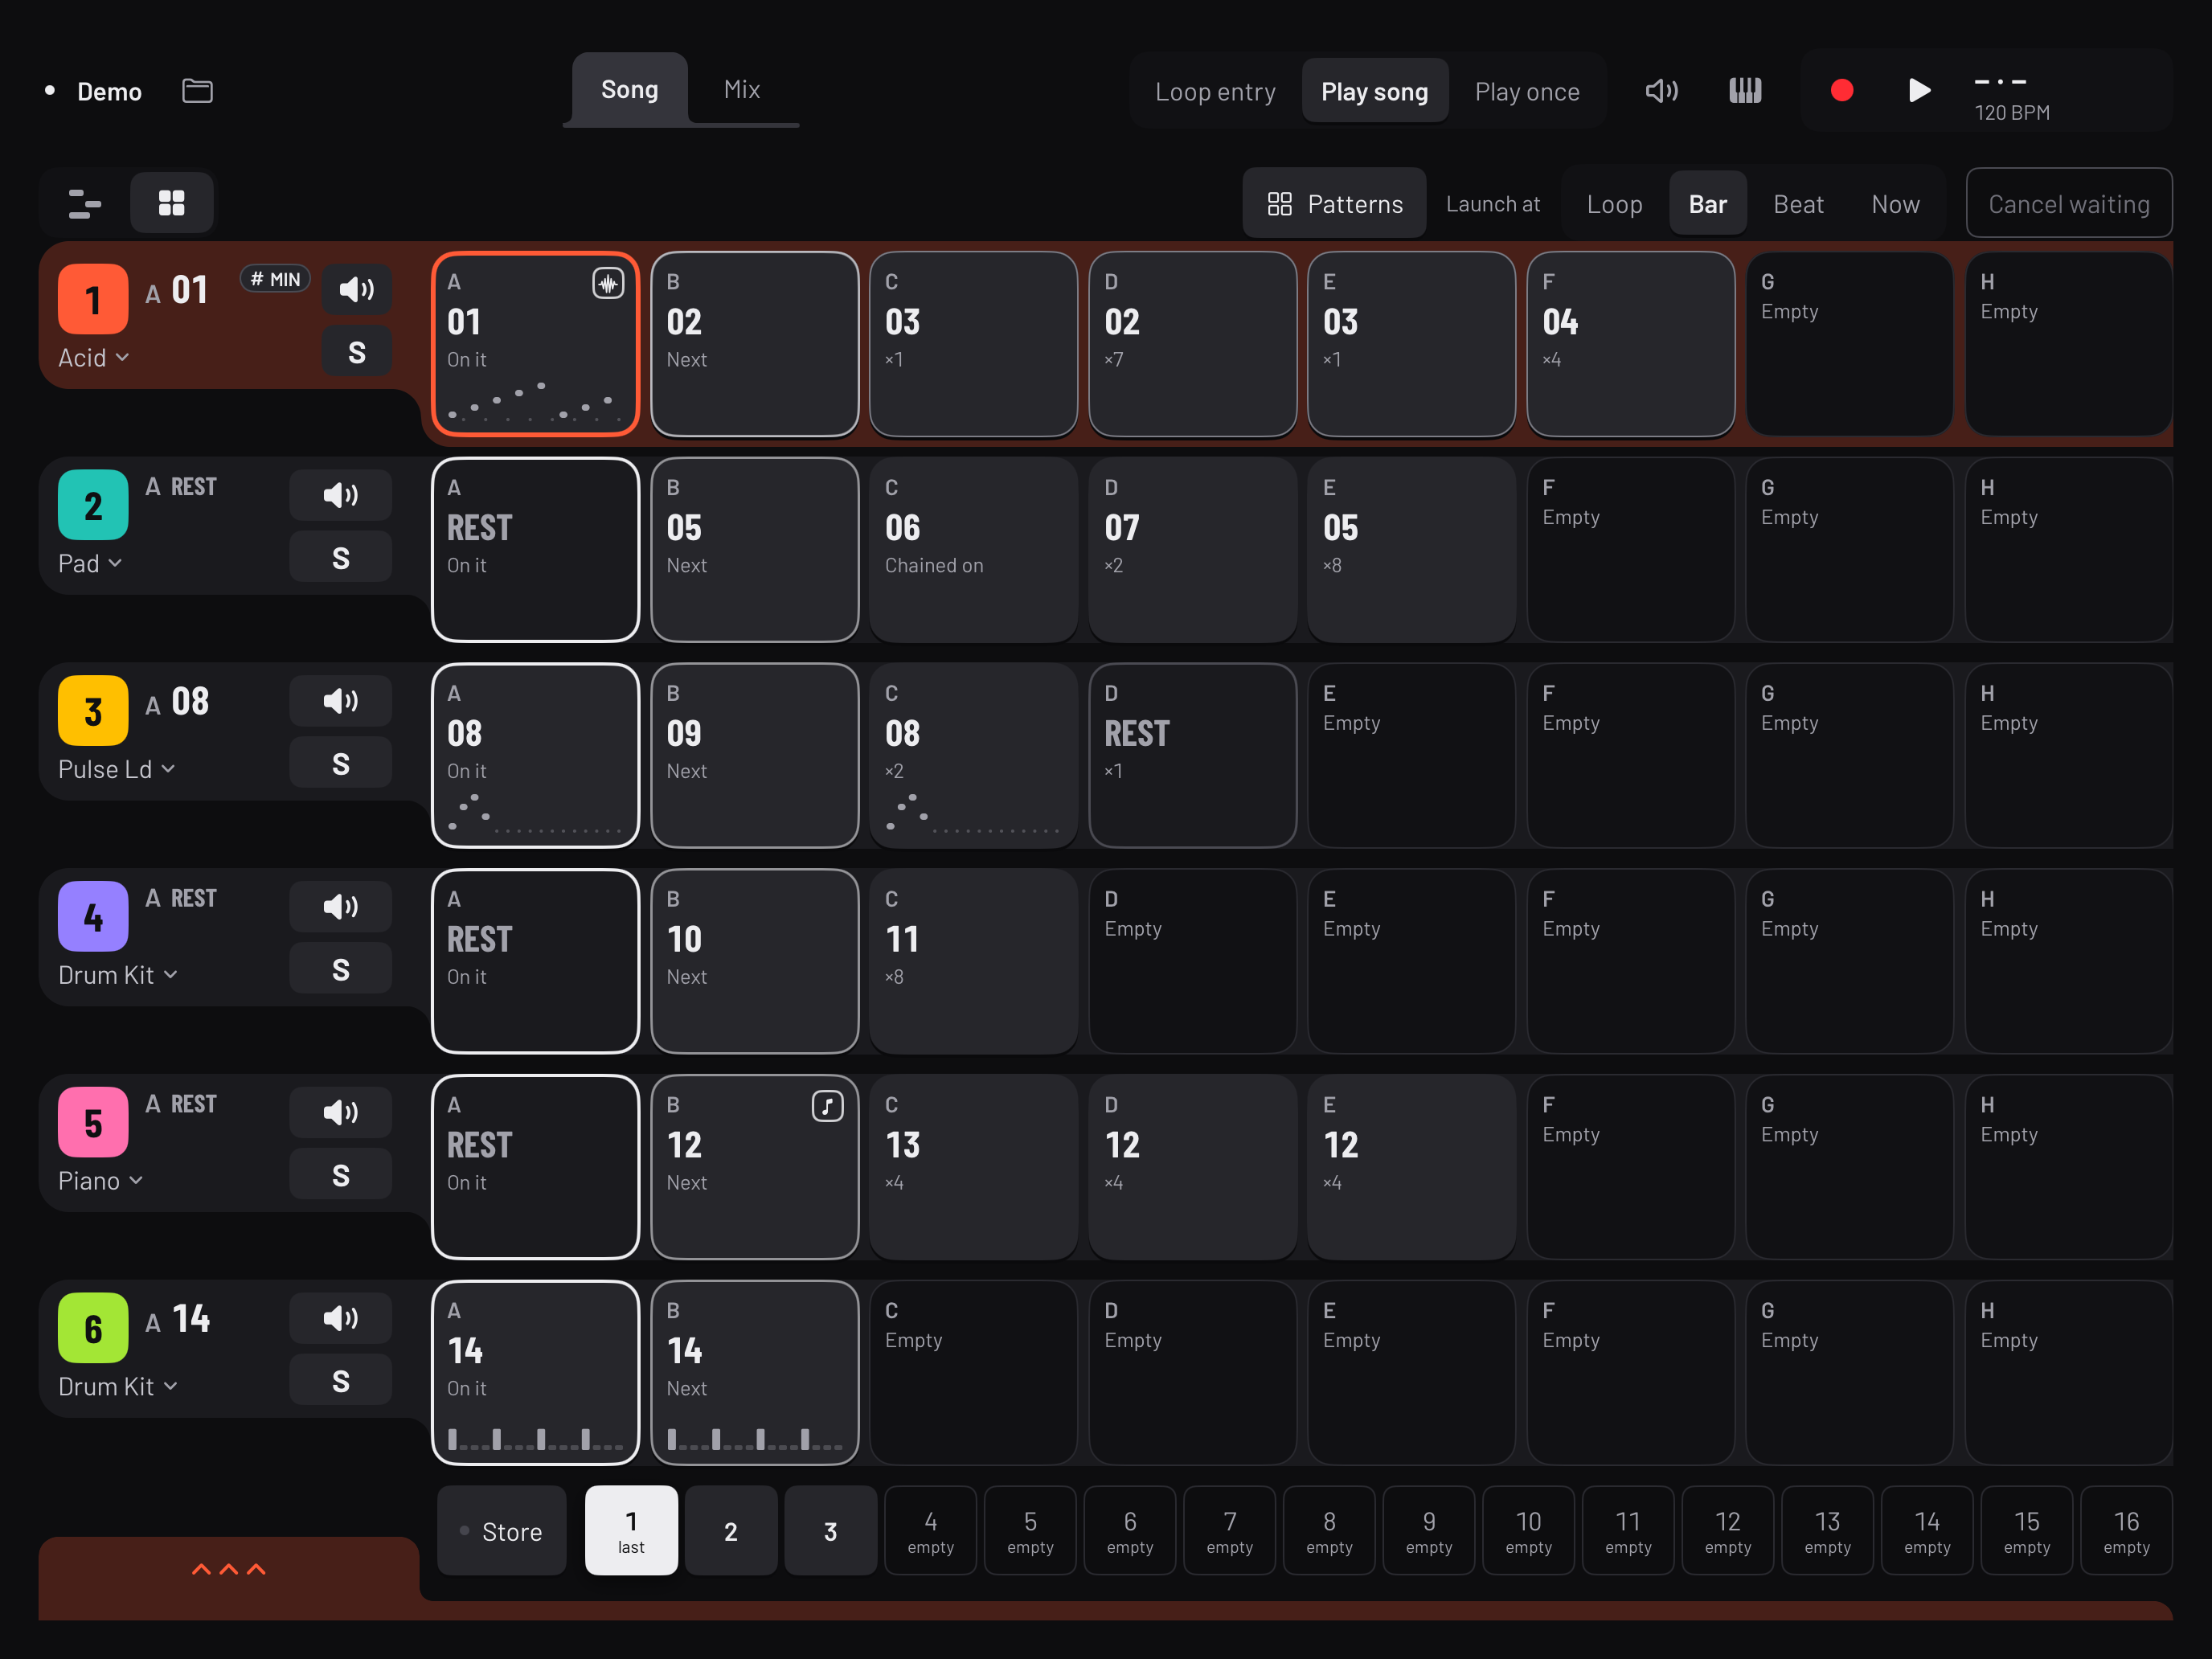 Demo
Song
Mix
Loop entry
Play song
Play once
120 BPM
Patterns
Launch at
Loop
Bar
Beat
Now
Cancel waiting
1
A 01
# MIN
Acid
S
A
01
On it
B
02
Next
C
03
×1
D
02
×7
E
03
×1
F
04
×4
G
Empty
H
Empty
2
A REST
Pad
S
A
REST
On it
B
05
Next
C
06
Chained on
D
07
×2
E
05
×8
F
Empty
G
Empty
H
Empty
3
A 08
Pulse Ld
S
A
08
On it
B
09
Next
C
08
×2
D
REST
×1
E
Empty
F
Empty
G
Empty
H
Empty
4
A REST
Drum Kit
S
A
REST
On it
B
10
Next
C
11
×8
D
Empty
E
Empty
F
Empty
G
Empty
H
Empty
5
A REST
Piano
S
A
REST
On it
B
12
Next
C
13
×4
D
12
×4
E
12
×4
F
Empty
G
Empty
H
Empty
6
A 14
Drum Kit
S
A
14
On it
B
14
Next
C
Empty
D
Empty
E
Empty
F
Empty
G
Empty
H
Empty
Store
1
last
2
3
4
empty
5
empty
6
empty
7
empty
8
empty
9
empty
10
empty
11
empty
12
empty
13
empty
14
empty
15
empty
16
empty